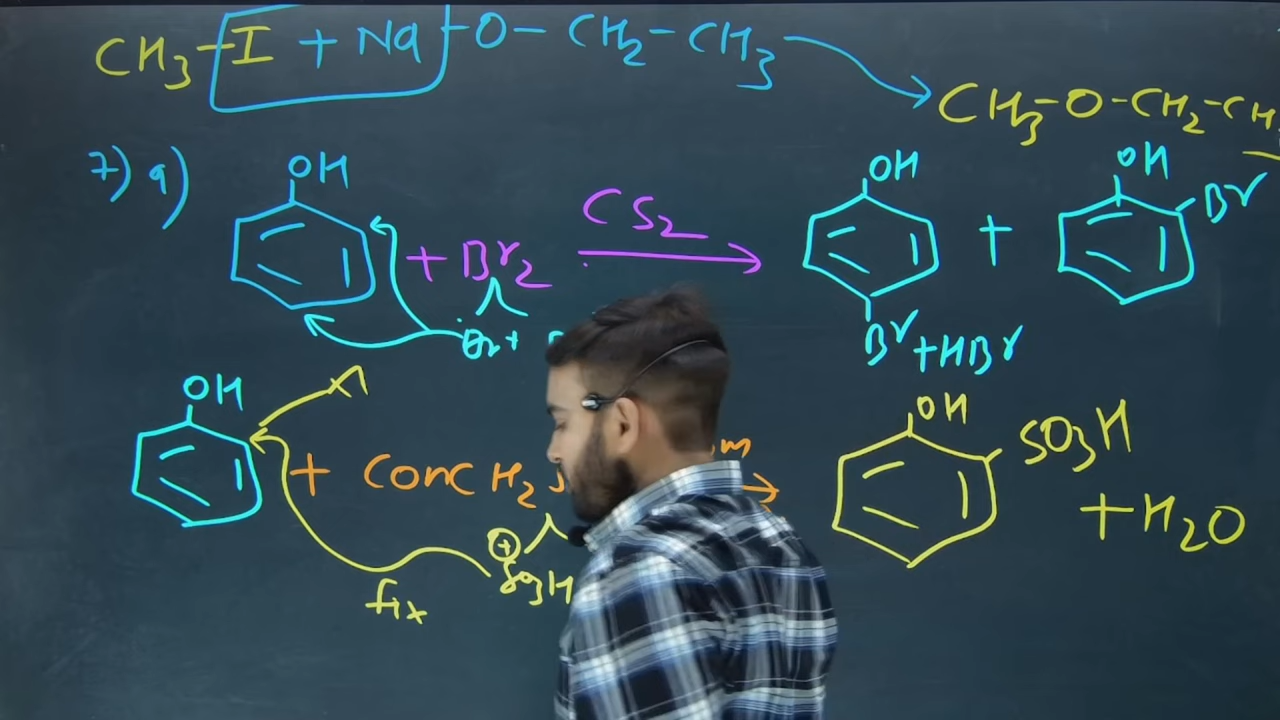 CH3-I + Na-O-CH2-CH3
CH3-O-CH2-CH
7) a) OH + Br2 CS2 OH Br + OH Br
Br+
+HBr
OH H
+ Conc H2 OH SO3H
+ H2O
+
SO3H
fix